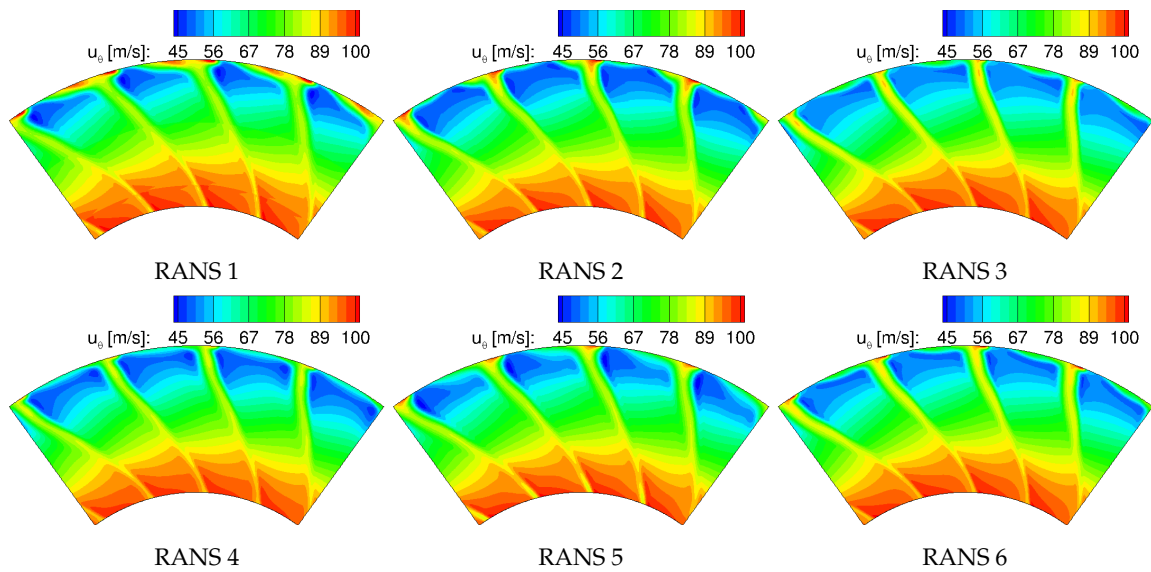 u_θ [m/s]: 45 56 67 78 89 100 u_θ [m/s]: 45 56 67 78 89 100 u_θ [m/s]: 45 56 67 78 89 100
RANS 1 RANS 2 RANS 3
u_θ [m/s]: 45 56 67 78 89 100 u_θ [m/s]: 45 56 67 78 89 100 u_θ [m/s]: 45 56 67 78 89 100
RANS 4 RANS 5 RANS 6